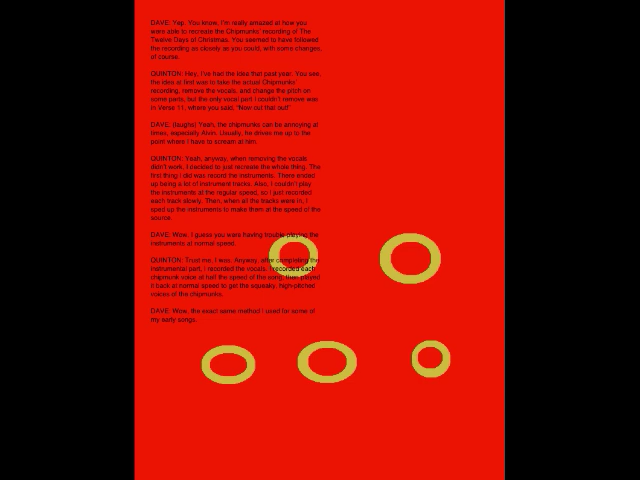 DAVE: Yep. You know, I'm really amazed at how you
were able to recreate the Chipmunks' recording of The
Twelve Days of Christmas. You seemed to have followed
the recording as closely as you could, with some changes,
of course.
QUINTON: Hey, I've had the idea that past year. You see,
the idea at first was to take the actual Chipmunks'
recording, remove the vocals, and change the pitch on
some parts, but the only vocal part I couldn't remove was
in Verse 11, where you said, "Now cut that out!"
DAVE: (laughs) Yeah, the chipmunks can be annoying at
times, especially Alvin. Usually, he drives me up to the
point where I have to scream at him.
QUINTON: Yeah, anyway, when removing the vocals
didn't work, I decided to just recreate the whole thing. The
first thing I did was record the instruments. There ended
up being a lot of instrument tracks. Also, I couldn't play
the instruments at the regular speed, so I just recorded
each track slowly. Then, when all the tracks were in, I
sped up the instruments to make them at the speed of the
source.
DAVE: Wow. I guess you were having trouble playing the
instruments at normal speed.
QUINTON: Trust me, I was. Anyway, after completing the
instrumental part, I recorded the vocals. I recorded each
chipmunk voice at half the speed of the song, then played
it back at normal speed to get the squeaky, high-pitched
voices of the chipmunks.
DAVE: Wow, the exact same method I used for some of
my early songs.